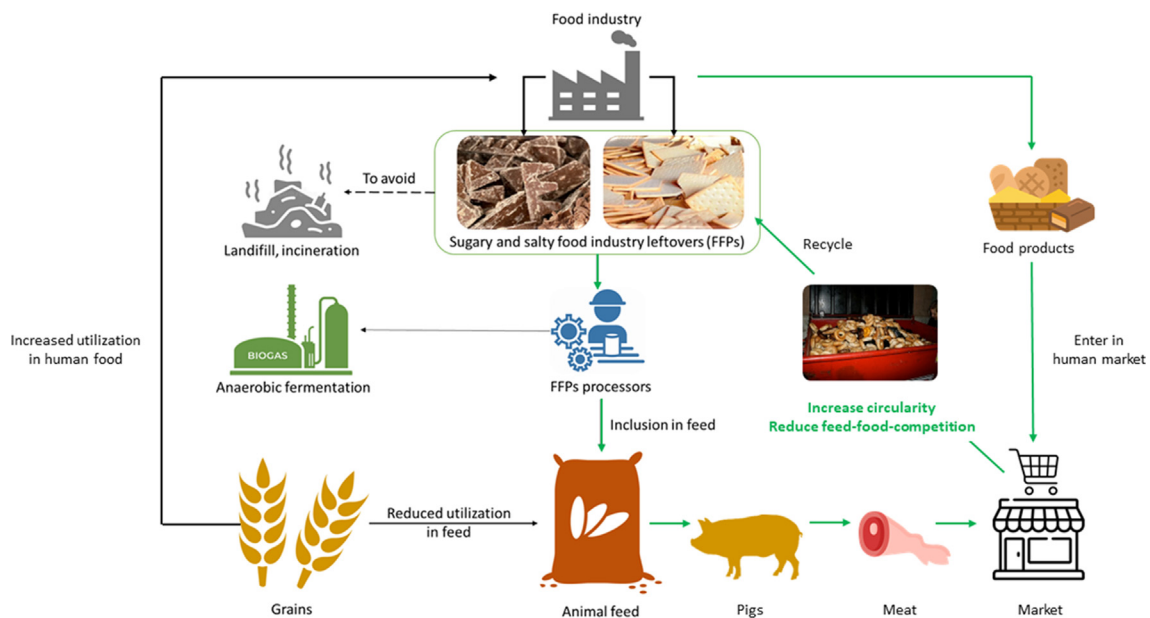 Food industry
To avoid
Sugary and salty food industry leftovers (FFPs)
Landfill, incineration
Recycle
Food products
Increased utilization
in human food
BIOGAS
Anaerobic fermentation
FFPs processors
Enter in
human market
Increase circularity
Reduce feed-food-competition
Inclusion in feed
Reduced utilization
in feed
Grains
Animal feed
Pigs
Meat
Market